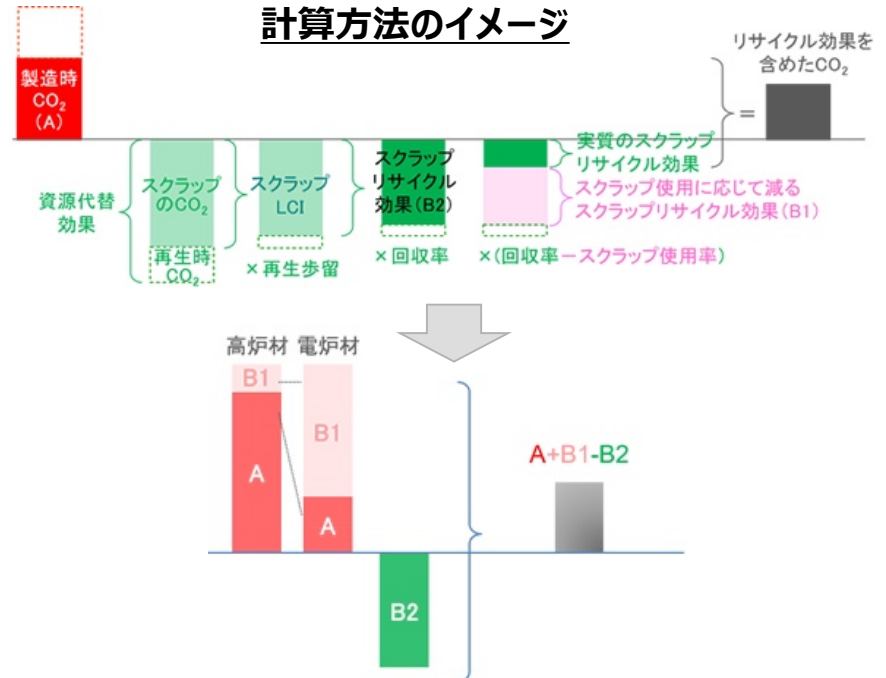 計算方法のイメージ
リサイクル効果を
含めたCO₂
製造時
CO₂
(A)
=
資源代替
効果
スクラップ
のCO₂
再生時
CO₂
スクラップ
LCI
×再生歩留
スクラップ
リサイクル
効果(B2)
×回収率
実質のスクラップ
リサイクル効果
スクラップ使用に応じて減る
スクラップリサイクル効果(B1)
×(回収率−スクラップ使用率)
高炉材 電炉材
B1
B1
A
A
B2
A+B1-B2